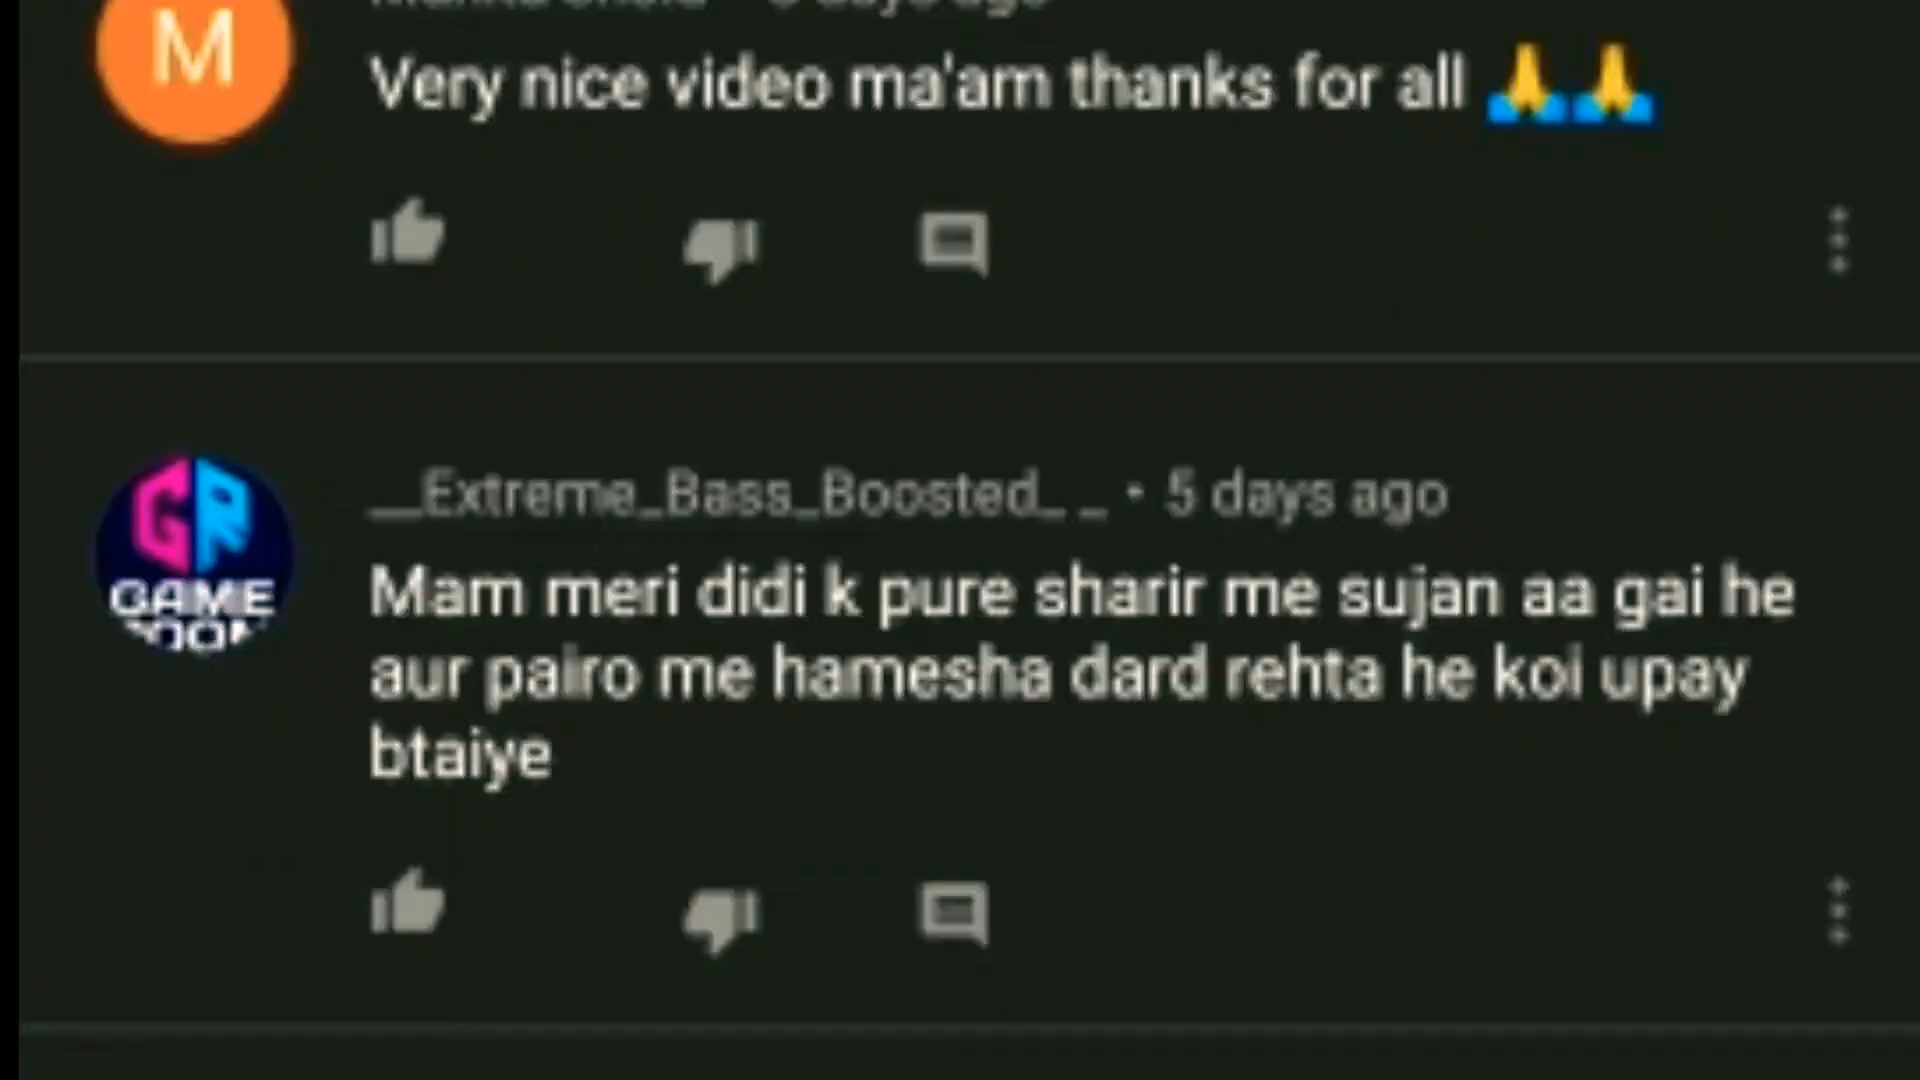 M
Very nice video ma'am thanks for all 🙏🙏
GAME
__Extreme_Bass_Boosted_ _ • 5 days ago
Mam meri didi k pure sharir me sujan aa gai he
aur pairo me hamesha dard rehta he koi upay
btaiye